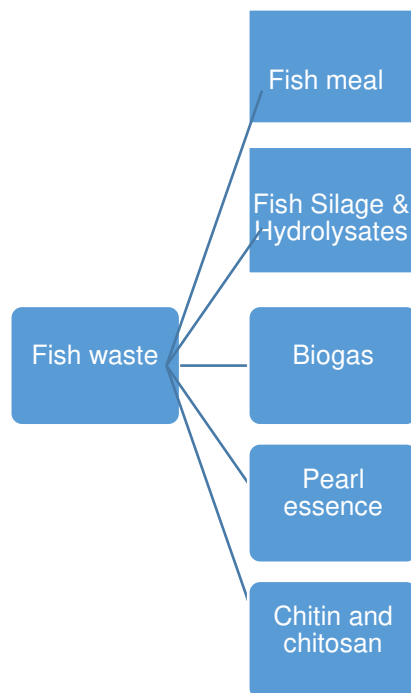 Fish meal
Fish Silage &
Hydrolysates
Fish waste
Biogas
Pearl
essence
Chitin and
chitosan